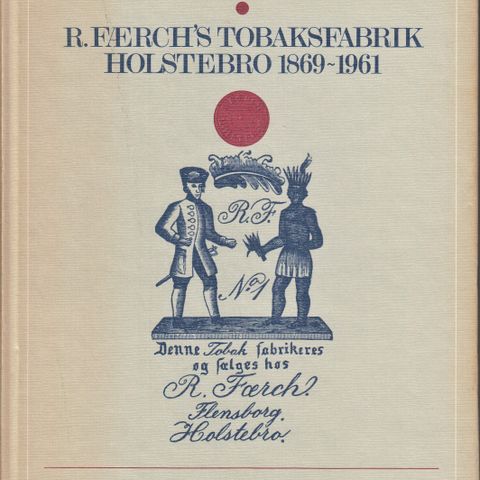 R. FÆRCH'S TOBAKSFABRIK
HOLSTEBRO 1869~1961
R. F.
No 1
Denne Tobak fabrikeres
og sælges hos
R. Færch.
Flensborg.
Holstebro.